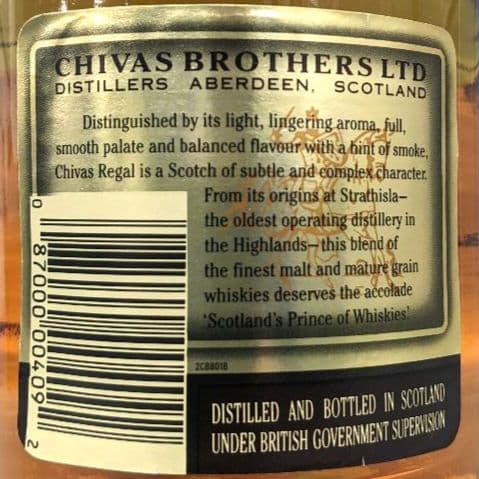 CHIVAS BROTHERS LTD
DISTILLERS ABERDEEN, SCOTLAND
Distinguished by its light, lingering aroma, full,
smooth palate and balanced flavour with a hint of smoke,
Chivas Regal is a Scotch of subtle and complex character.
From its origins at Strathisla–
the oldest operating distillery in
the Highlands–this blend of
the finest malt and mature grain
whiskies deserves the accolade
'Scotland's Prince of Whiskies.'
0 87000 00409 2
2CB8018
DISTILLED AND BOTTLED IN SCOTLAND
UNDER BRITISH GOVERNMENT SUPERVISION